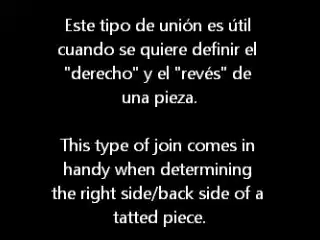 Este tipo de unión es útil
cuando se quiere definir el
"derecho" y el "revés" de
una pieza.
This type of join comes in
handy when determining
the right side/back side of a
tatted piece.